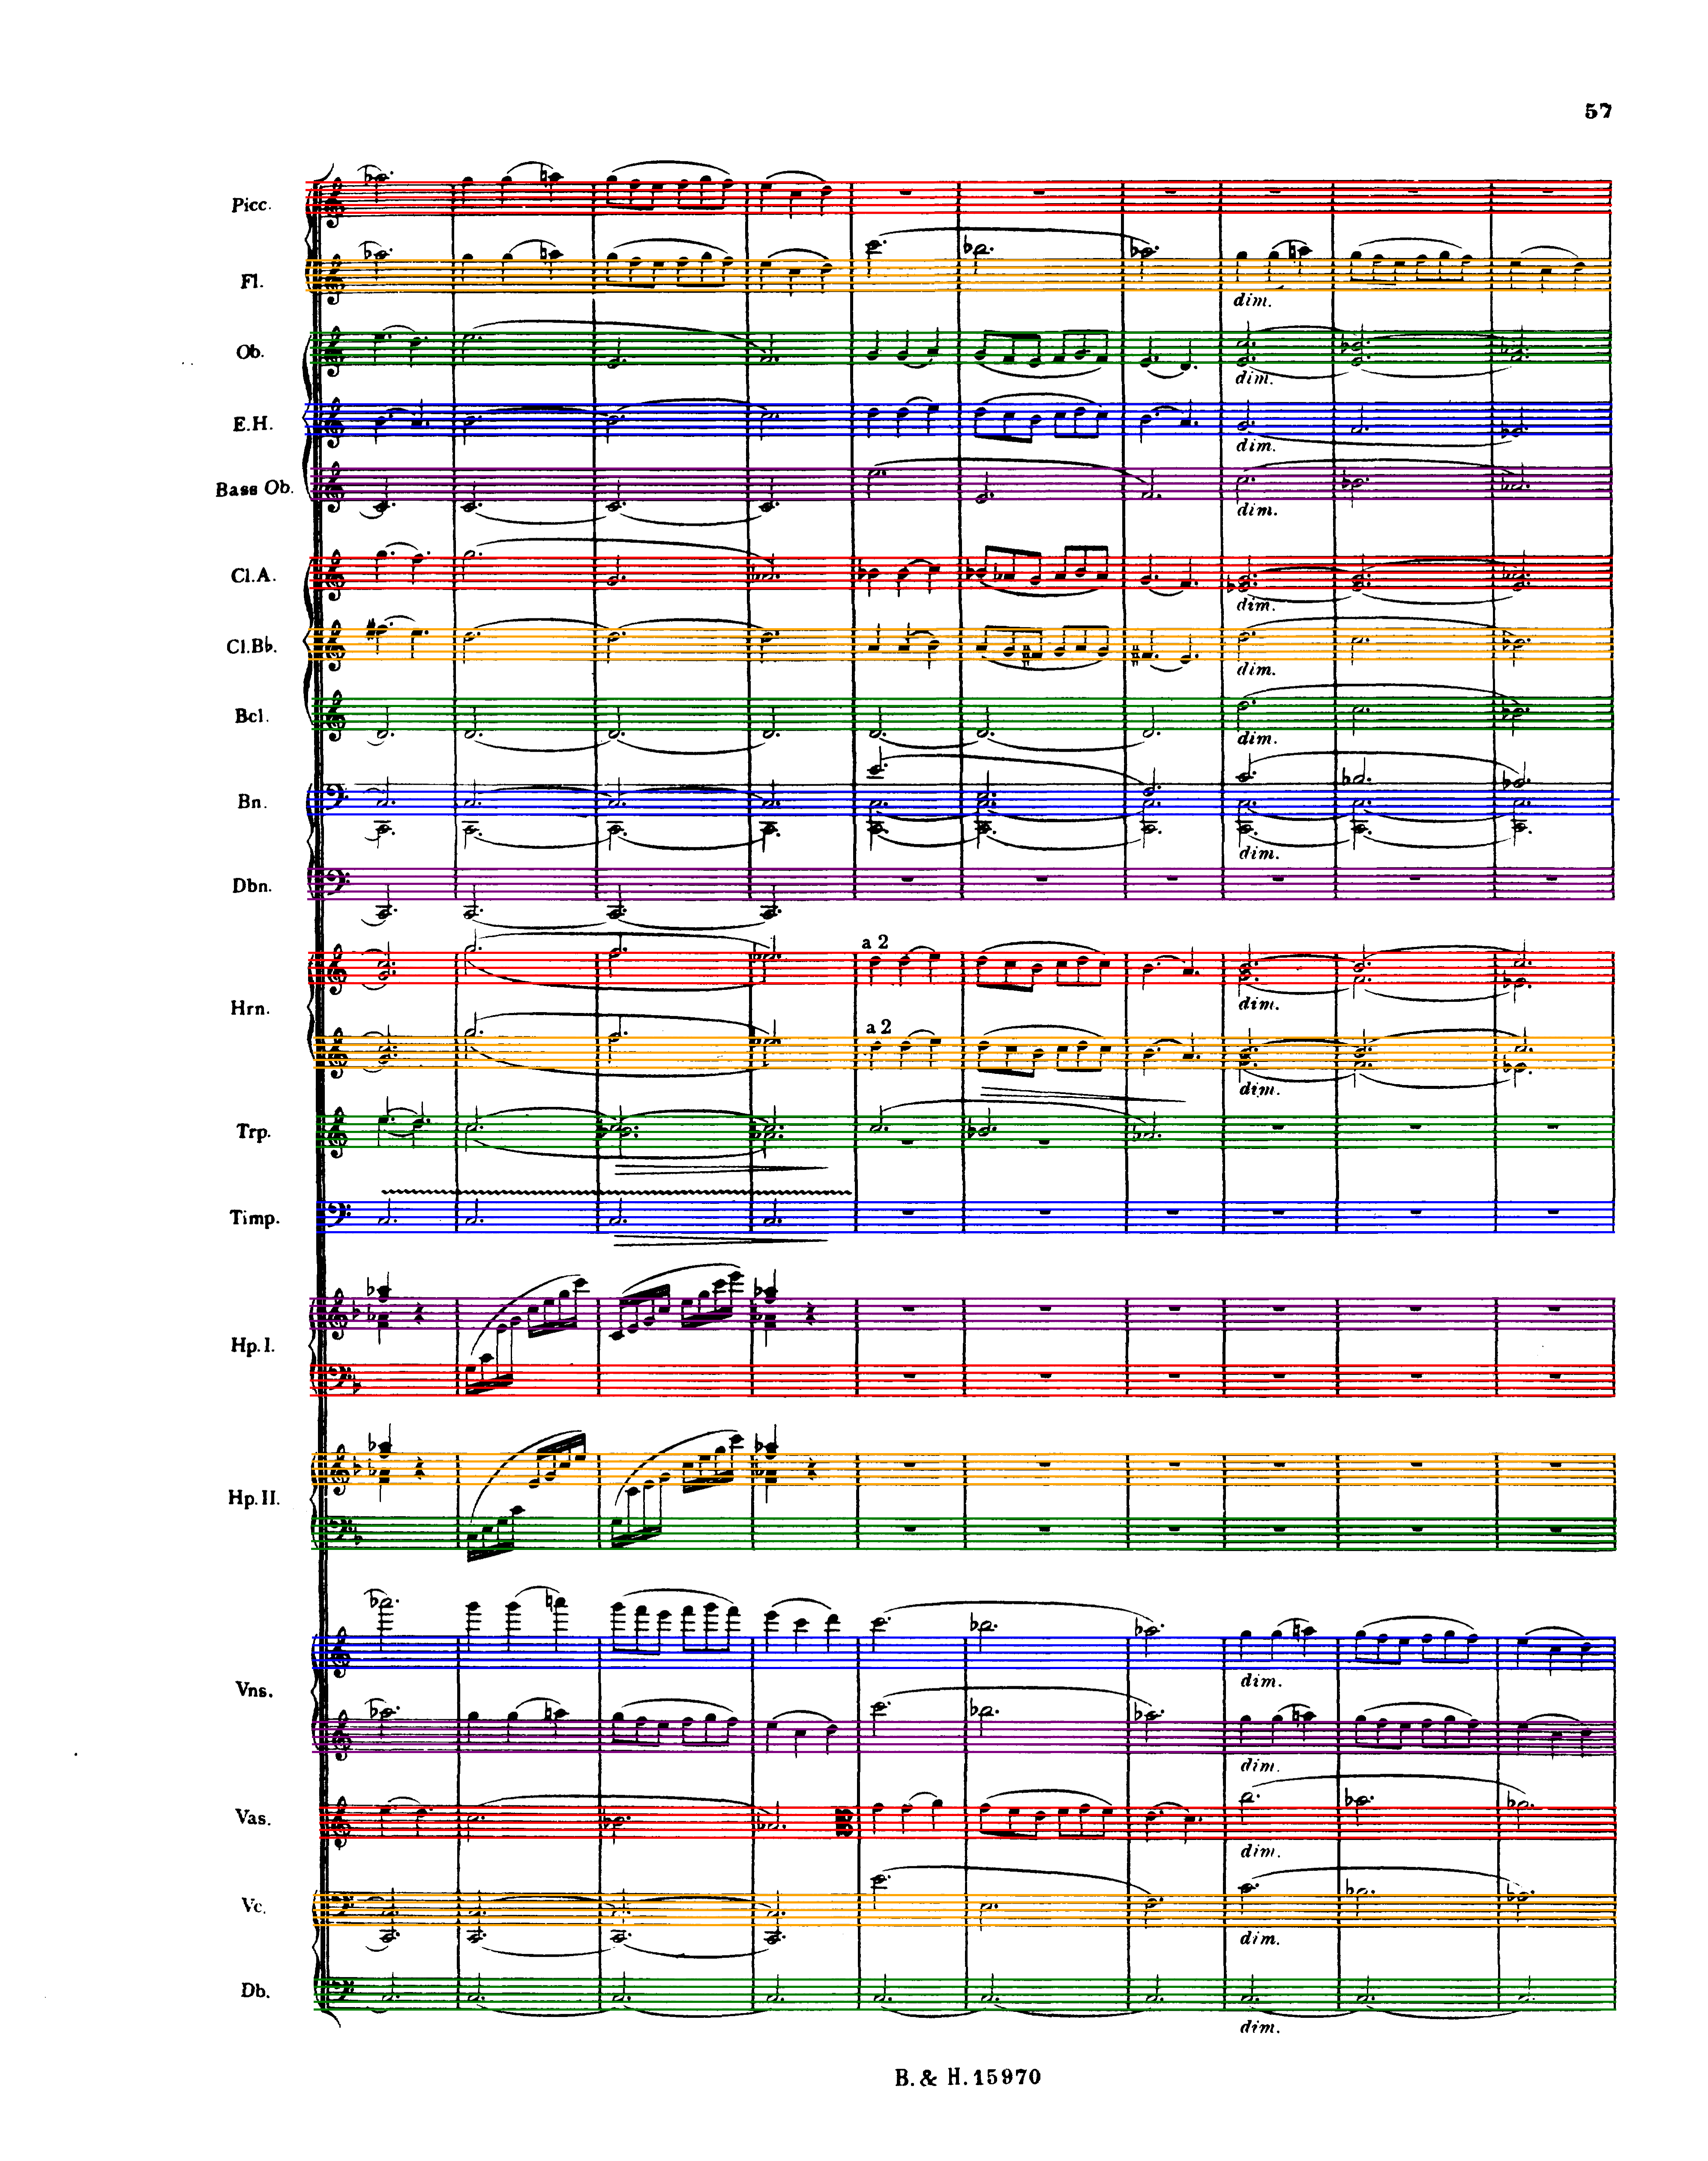 57
Picc.
Fl.
dim.
Ob.
dim.
E.H.
dim.
Bass Ob.
dim.
Cl.A.
dim.
Cl.B♭.
dim.
Bcl.
dim.
Bn.
dim.
Dbn.
a 2
dim.
Hrn.
a 2
dim.
Trp.
Timp.
Hp.I.
Hp.II.
dim.
Vns.
dim.
Vas.
dim.
Vc.
dim.
Db.
dim.
B. & H. 15970